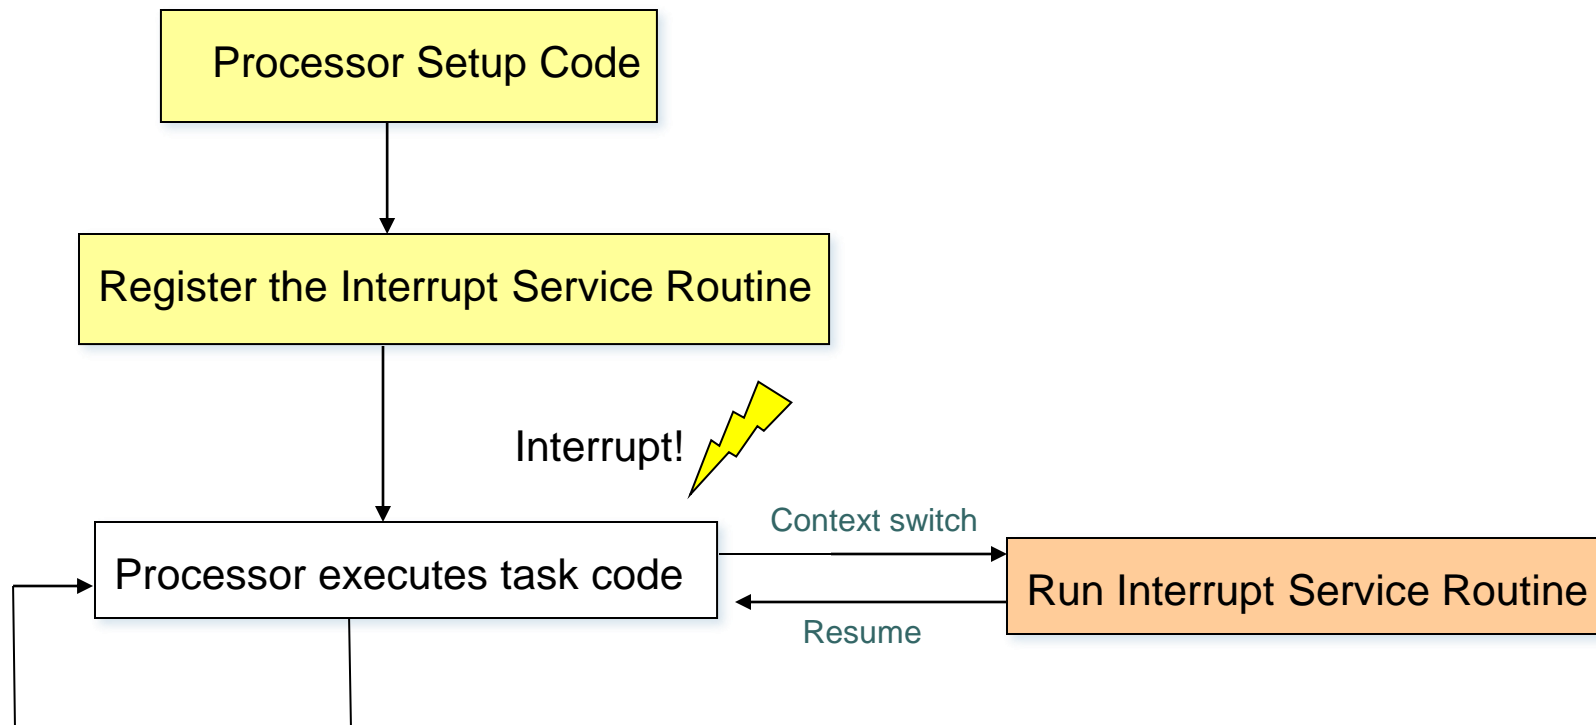 Processor Setup Code
Register the Interrupt Service Routine
Interrupt!
Context switch
Processor executes task code
Run Interrupt Service Routine
Resume